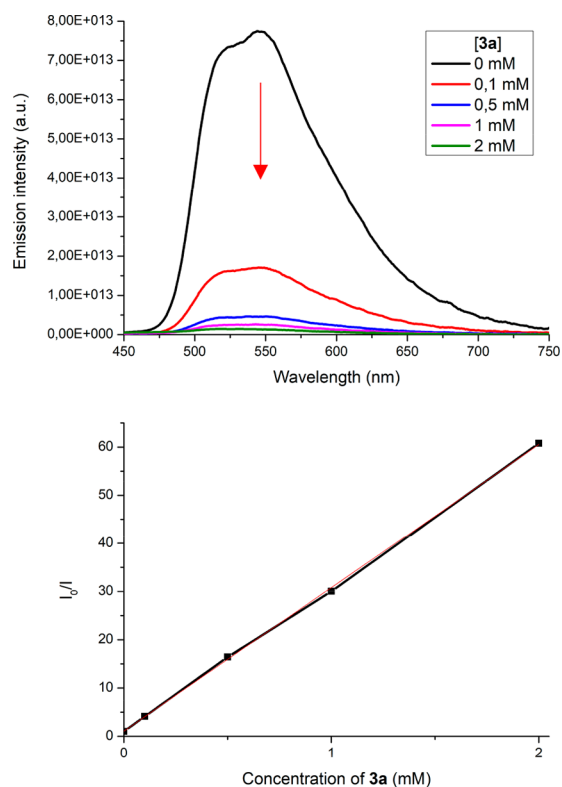 8,00E+013
7,00E+013
6,00E+013
5,00E+013
4,00E+013
3,00E+013
2,00E+013
1,00E+013
0,00E+000
Emission intensity (a.u.)
[3a]
0 mM
0,1 mM
0,5 mM
1 mM
2 mM
450 500 550 600 650 700 750
Wavelength (nm)
60
50
40
30
20
10
0
I₀/I
0 1 2
Concentration of 3a (mM)